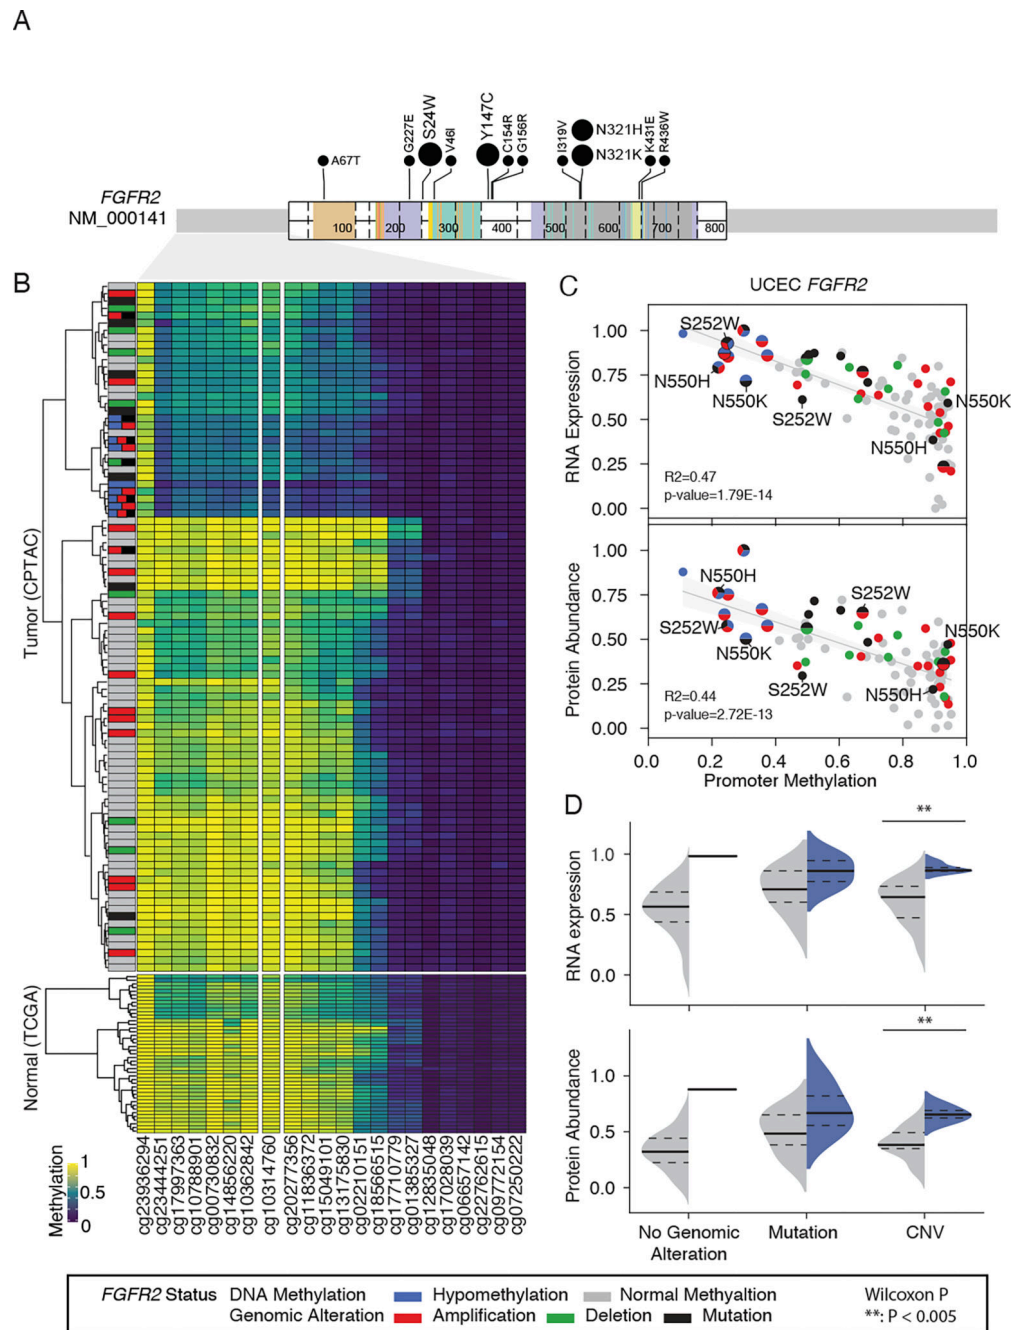 A
A67T
G227E
S24W
V46I
Y147C
C154R
G156R
I319V
N321H
N321K
K431E
R436W
FGFR2
NM_000141
100 200 300 400 500 600 700 800
B
Tumor (CPTAC)
Normal (TCGA)
Methylation
1
0.5
0
cg23936294
cg23444251
cg17997363
cg10788901
cg00730832
cg14856220
cg10362842
cg10314760
cg20277356
cg11836372
cg15049101
cg13175830
cg02210151
cg18566515
cg17710779
cg01385327
cg12835048
cg17028039
cg06657142
cg22762615
cg09772154
cg07250222
C
UCEC FGFR2
RNA Expression
1.00
0.75
0.50
0.25
0.00
S252W
N550H
N550K
S252W
N550K
N550H
R2=0.47
p-value=1.79E-14
Protein Abundance
1.00
0.75
0.50
0.25
0.00
N550H
S252W
N550K
S252W
S252W
N550K
N550H
R2=0.44
p-value=2.72E-13
0.0 0.2 0.4 0.6 0.8 1.0
Promoter Methylation
D
RNA expression
1.0
0.5
0.0
**
Protein Abundance
1.0
0.5
0.0
**
No Genomic
Alteration
Mutation
CNV
FGFR2 Status DNA Methylation Hypomethylation Normal Methyaltion Wilcoxon P
Genomic Alteration Amplification Deletion Mutation **: P < 0.005